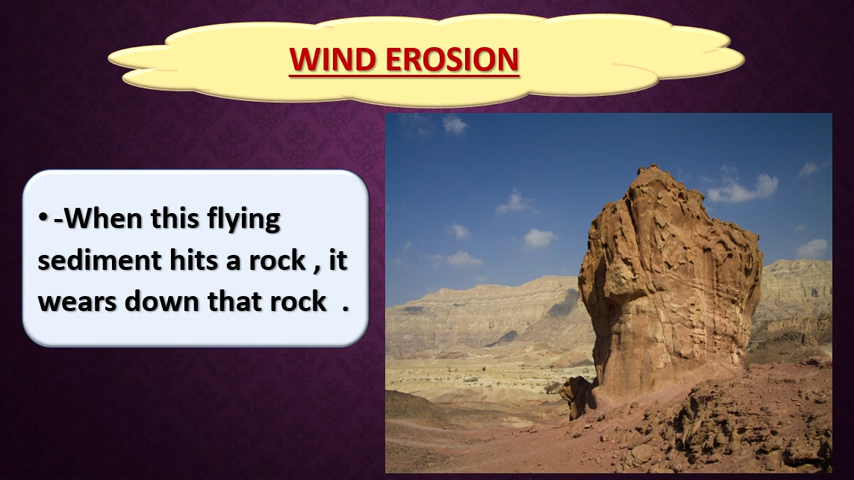 WIND EROSION
• -When this flying
sediment hits a rock , it
wears down that rock  .